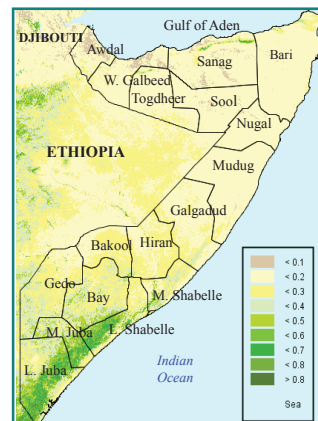 Gulf of Aden
DJIBOUTI
Awdal
Sanag
Bari
W. Galbeed
Togdheer
Sool
Nugal
ETHIOPIA
Mudug
Galgadud
Bakool
Hiran
Gedo
Bay
M. Shabelle
L. Shabelle
M. Juba
L. Juba
Indian
Ocean
< 0.1
< 0.2
< 0.3
< 0.4
< 0.5
< 0.6
< 0.7
< 0.8
> 0.8
Sea